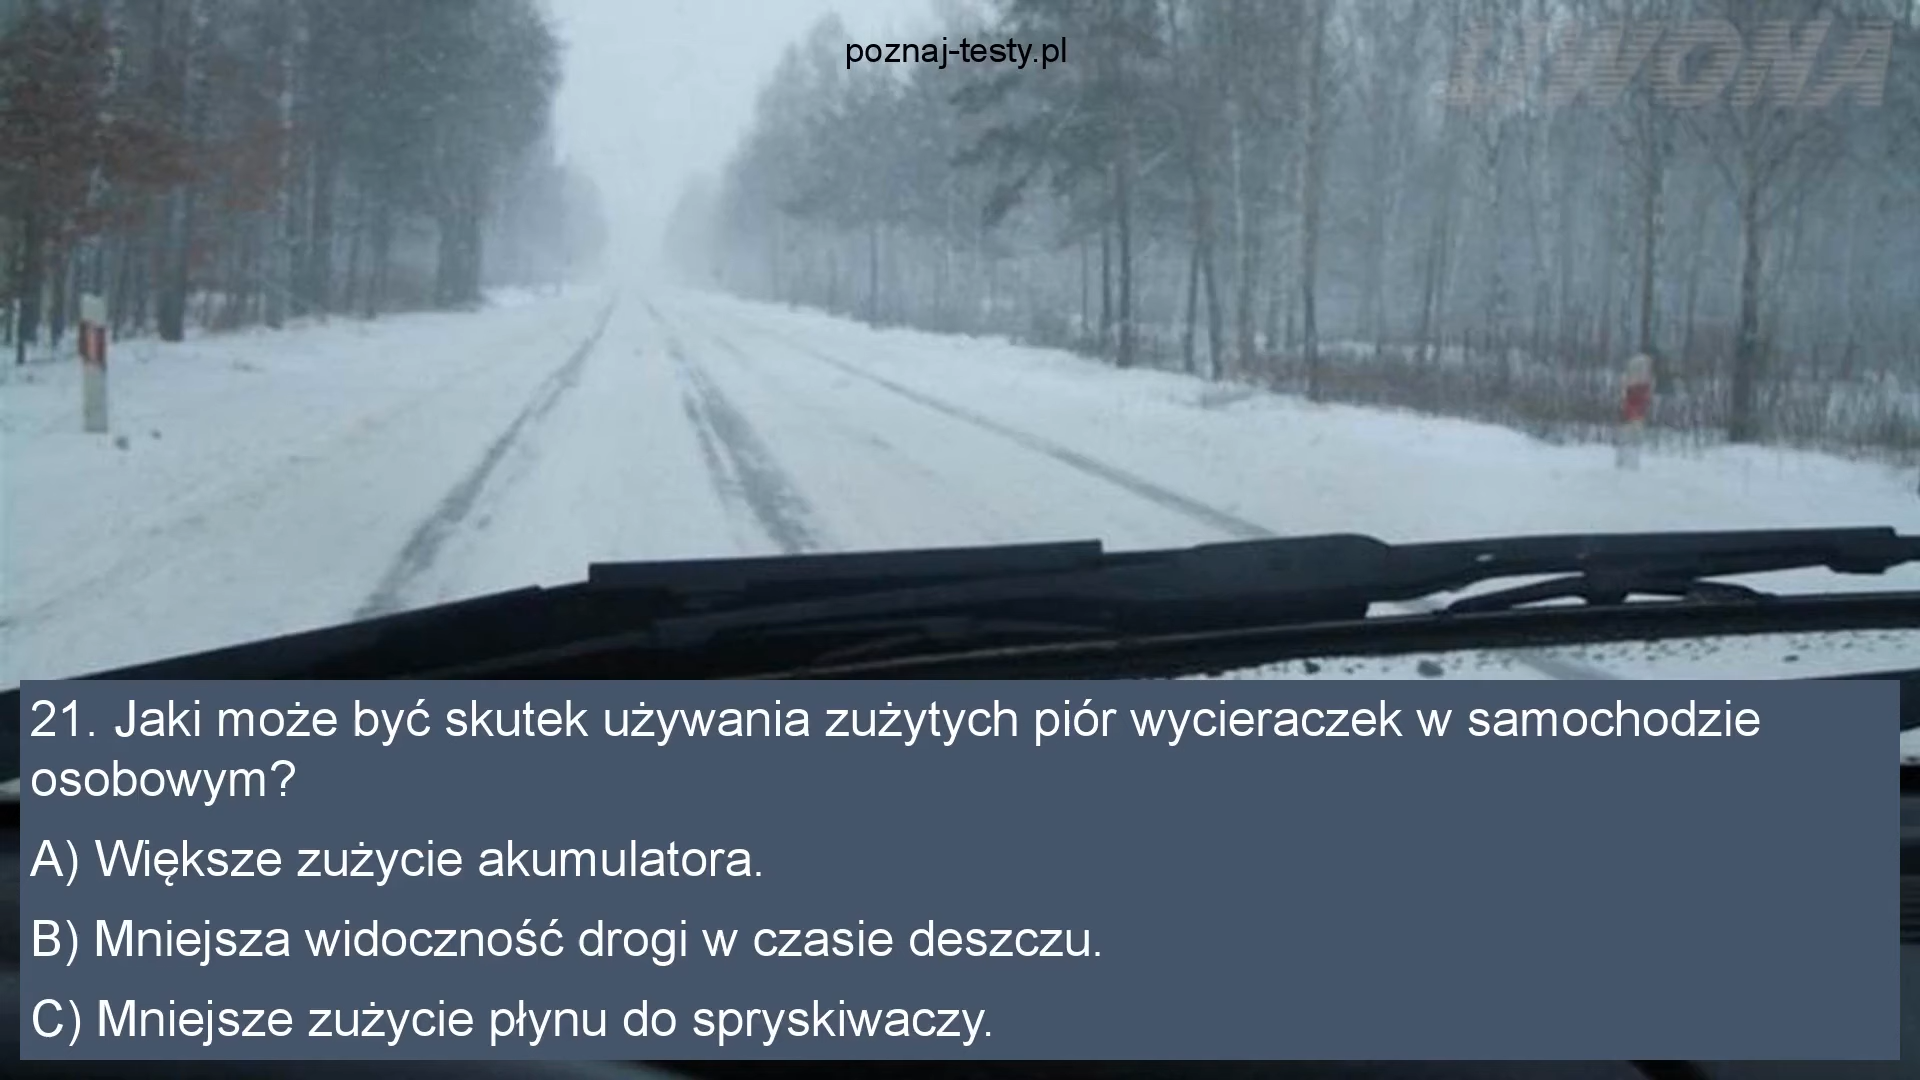 poznaj-testy.pl
LIWONA
21. Jaki może być skutek używania zużytych piór wycieraczek w samochodzie
osobowym?
A) Większe zużycie akumulatora.
B) Mniejsza widoczność drogi w czasie deszczu.
C) Mniejsze zużycie płynu do spryskiwaczy.